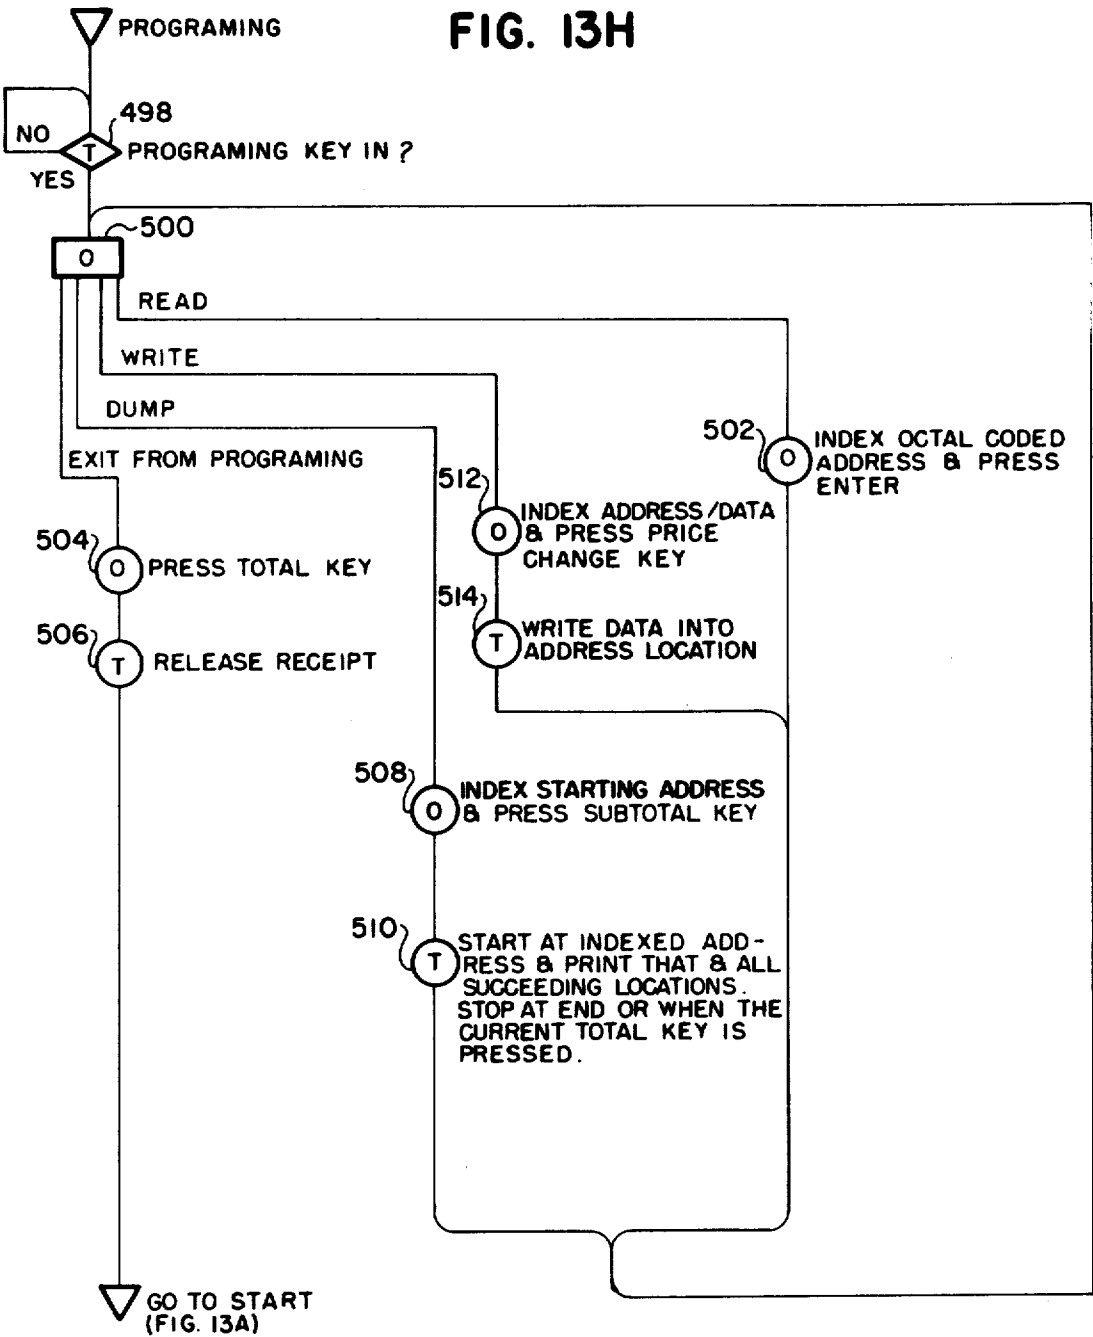 PROGRAMING
FIG. 13H
498
NO
T
PROGRAMING KEY IN ?
YES
500
O
READ
WRITE
DUMP
EXIT FROM PROGRAMING
502
O
INDEX OCTAL CODED
ADDRESS & PRESS
ENTER
512
O
INDEX ADDRESS/DATA
& PRESS PRICE
CHANGE KEY
504
O
PRESS TOTAL KEY
514
T
WRITE DATA INTO
ADDRESS LOCATION
506
T
RELEASE RECEIPT
508
O
INDEX STARTING ADDRESS
& PRESS SUBTOTAL KEY
510
T
START AT INDEXED ADD-
RESS & PRINT THAT & ALL
SUCCEEDING LOCATIONS.
STOP AT END OR WHEN THE
CURRENT TOTAL KEY IS
PRESSED.
GO TO START
(FIG. 13A)